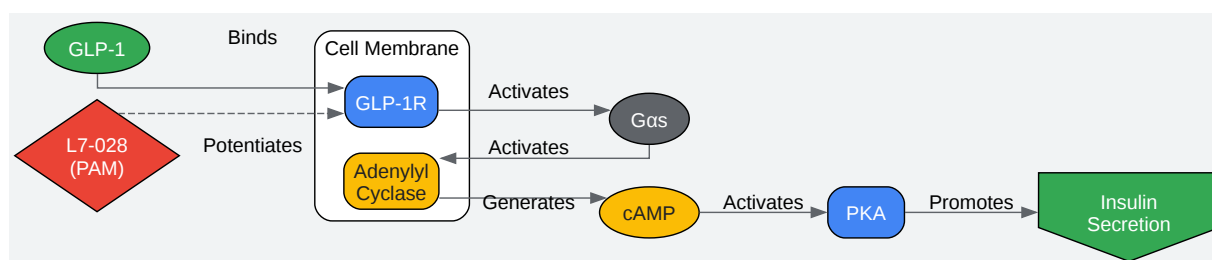 GLP-1
Binds
Cell Membrane
GLP-1R
Activates
Gαs
L7-028
(PAM)
Potentiates
Activates
Adenylyl
Cyclase
Generates
cAMP
Activates
PKA
Promotes
Insulin
Secretion